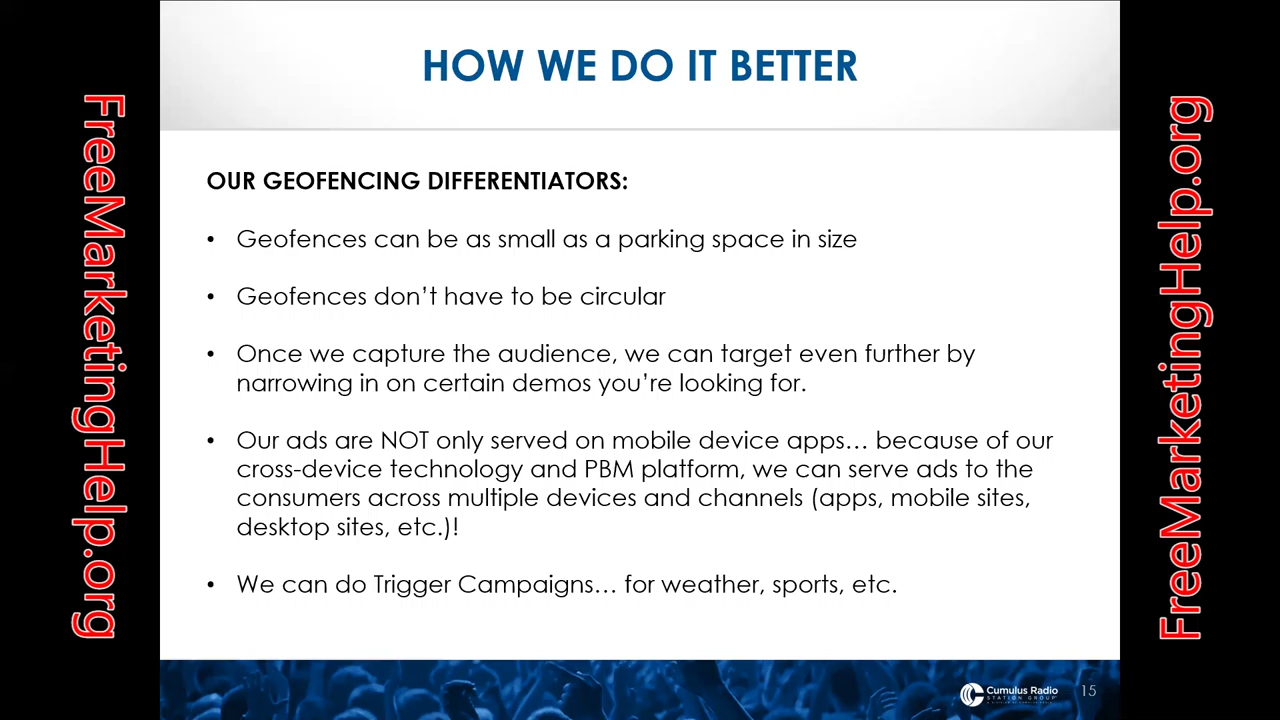 HOW WE DO IT BETTER
FreeMarketingHelp.org
FreeMarketingHelp.org
OUR GEOFENCING DIFFERENTIATORS:
• Geofences can be as small as a parking space in size
• Geofences don’t have to be circular
• Once we capture the audience, we can target even further by
narrowing in on certain demos you’re looking for.
• Our ads are NOT only served on mobile device apps… because of our
cross-device technology and PBM platform, we can serve ads to the
consumers across multiple devices and channels (apps, mobile sites,
desktop sites, etc.)!
• We can do Trigger Campaigns… for weather, sports, etc.
Cumulus Radio
STATION GROUP
15